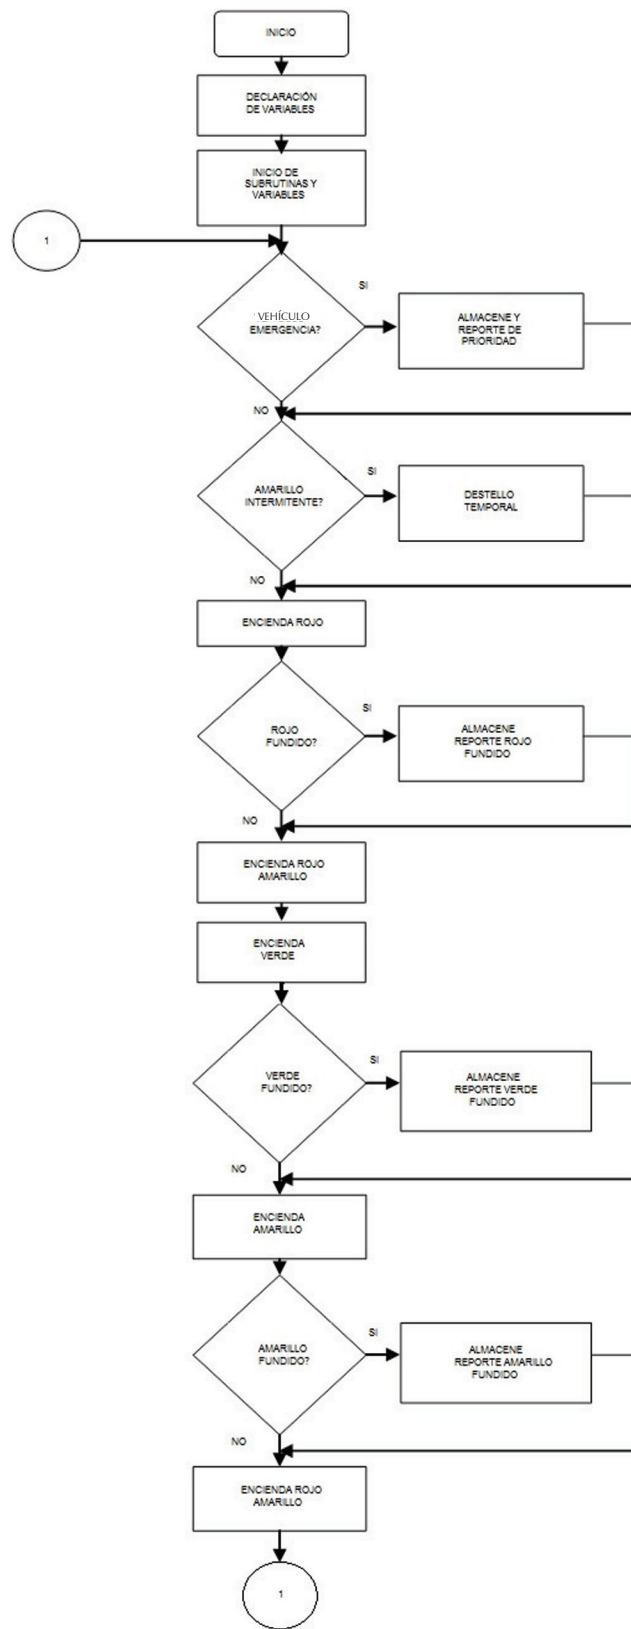 INICIO
DECLARACIÓN
DE VARIABLES
INICIO DE
SUBRUTINAS Y
VARIABLES
1
VEHÍCULO
EMERGENCIA?
SI
ALMACENE Y
REPORTE DE
PRIORIDAD
NO
AMARILLO
INTERMITENTE?
SI
DESTELLO
TEMPORAL
NO
ENCIENDA ROJO
ROJO
FUNDIDO?
SI
ALMACENE
REPORTE ROJO
FUNDIDO
NO
ENCIENDA ROJO
AMARILLO
ENCIENDA
VERDE
VERDE
FUNDIDO?
SI
ALMACENE
REPORTE VERDE
FUNDIDO
NO
ENCIENDA
AMARILLO
AMARILLO
FUNDIDO?
SI
ALMACENE
REPORTE AMARILLO
FUNDIDO
NO
ENCIENDA ROJO
AMARILLO
1